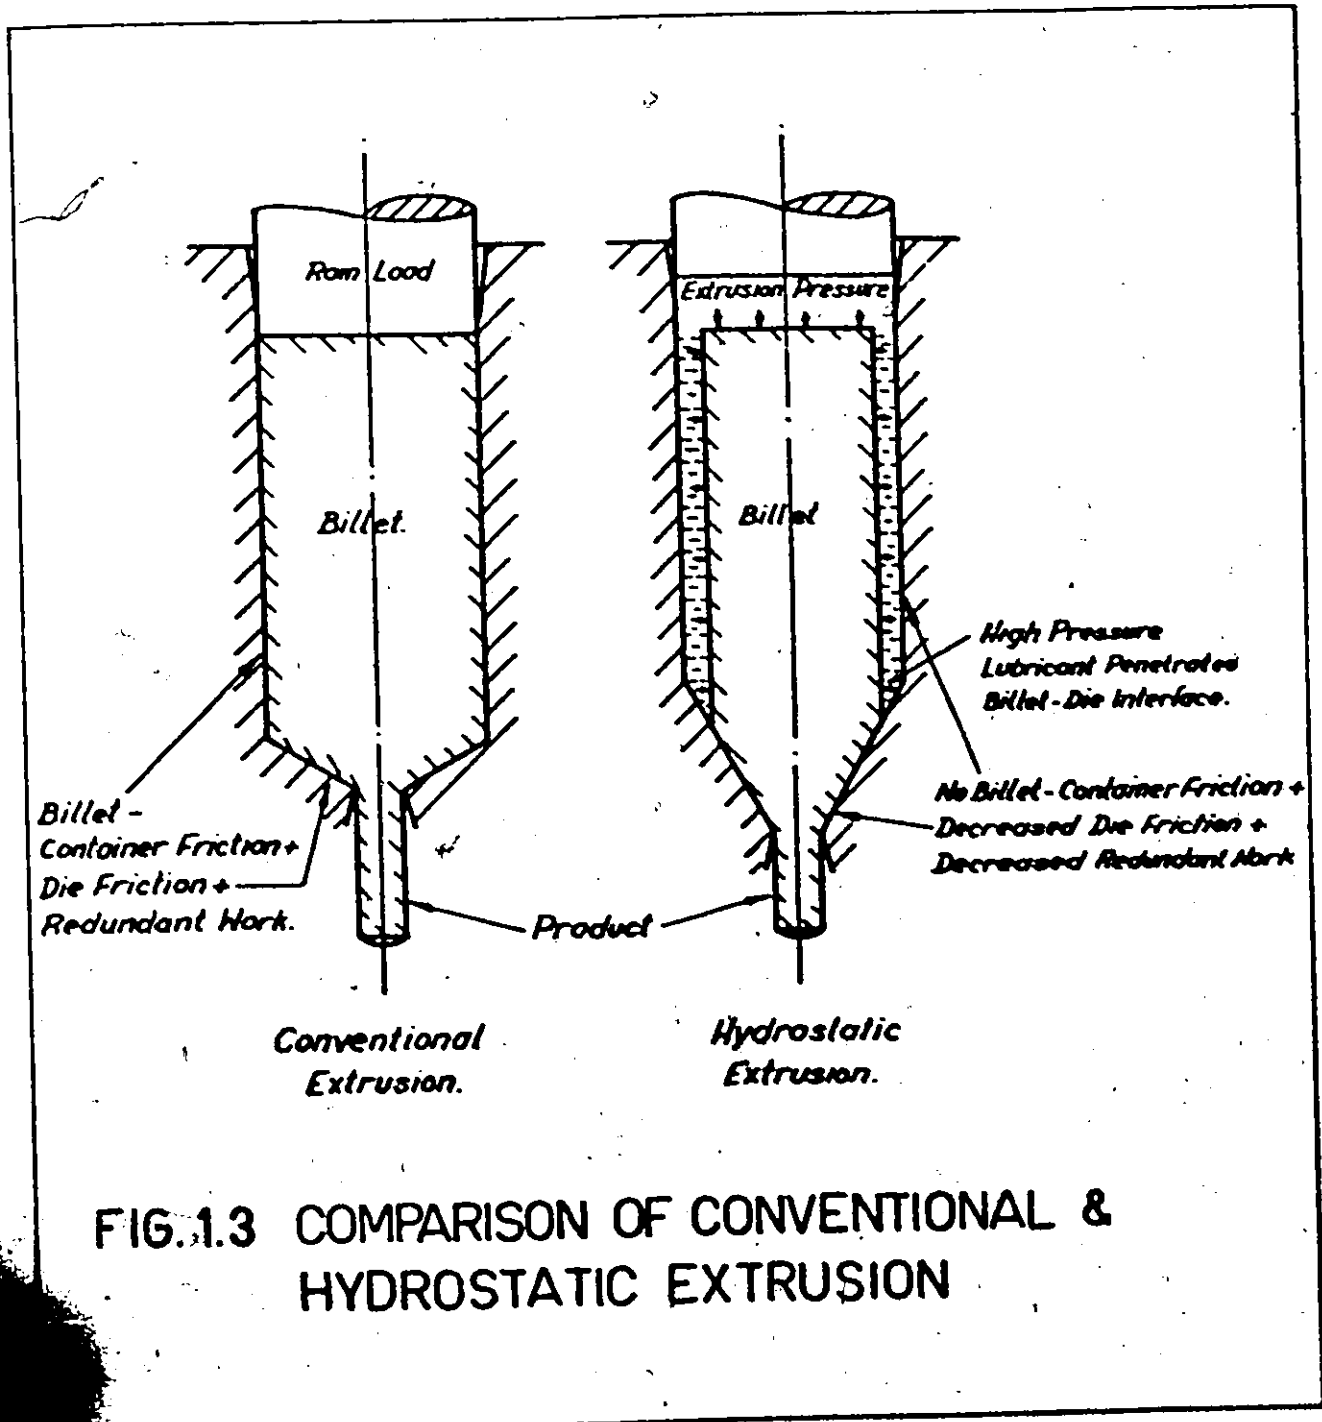 Ram Load
Billet.
Billet -
Container Friction +
Die Friction +
Redundant Work.
Extrusion Pressure
Billet
High Pressure
Lubricant Penetrated
Billet - Die Interface.
No Billet - Container Friction +
Decreased Die Friction +
Decreased Redundant Work
Product
Conventional
Extrusion.
Hydrostatic
Extrusion.
FIG.1.3 COMPARISON OF CONVENTIONAL &
HYDROSTATIC EXTRUSION